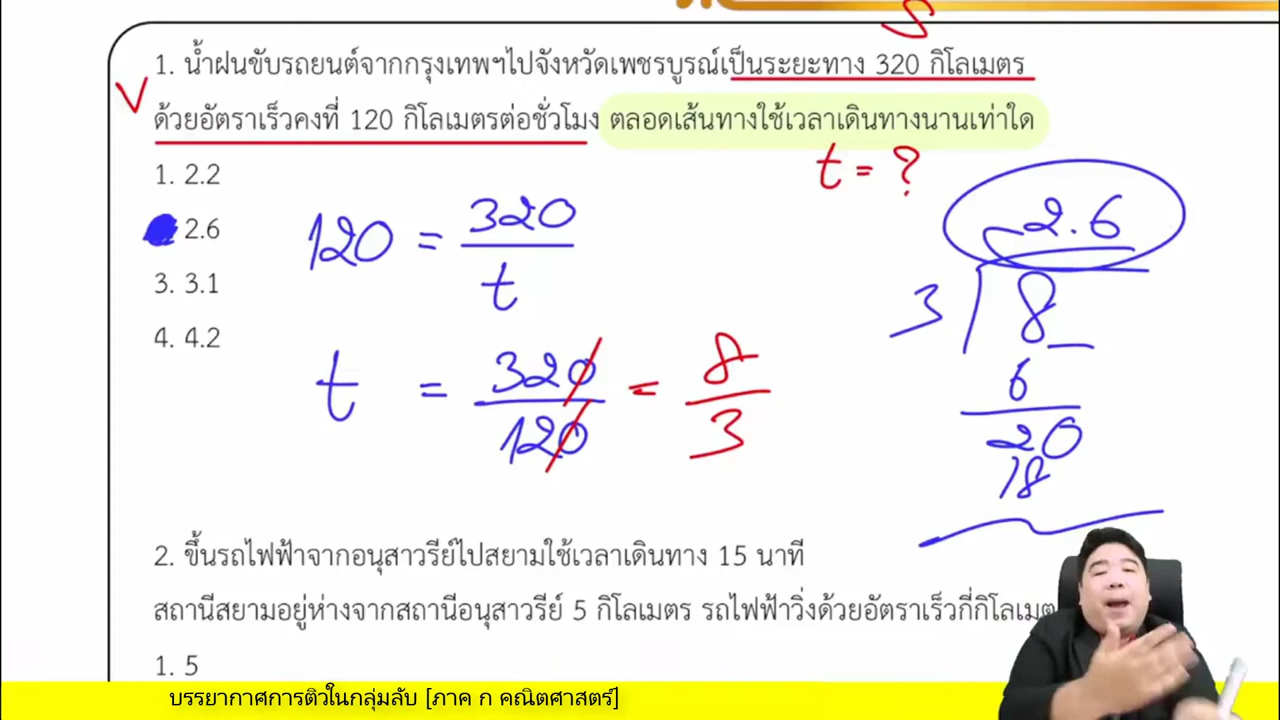 S
1. น้ำฝนขับรถยนต์จากกรุงเทพฯไปจังหวัดเพชรบูรณ์เป็นระยะทาง 320 กิโลเมตร
V
ด้วยอัตราเร็วคงที่ 120 กิโลเมตรต่อชั่วโมง ตลอดเส้นทางใช้เวลาเดินทางนานเท่าใด
t = ?
1. 2.2
2.6
3. 3.1
4. 4.2
120 = 320/t
t = 320/120 = 8/3
2.6
3 8
6
20
18
2. ขึ้นรถไฟฟ้าจากอนุสาวรีย์ไปสยามใช้เวลาเดินทาง 15 นาที
สถานีสยามอยู่ห่างจากสถานีอนุสาวรีย์ 5 กิโลเมตร รถไฟฟ้าวิ่งด้วยอัตราเร็วกี่กิโลเมต
1. 5
บรรยากาศการติวในกลุ่มลับ [ภาค ก คณิตศาสตร์]